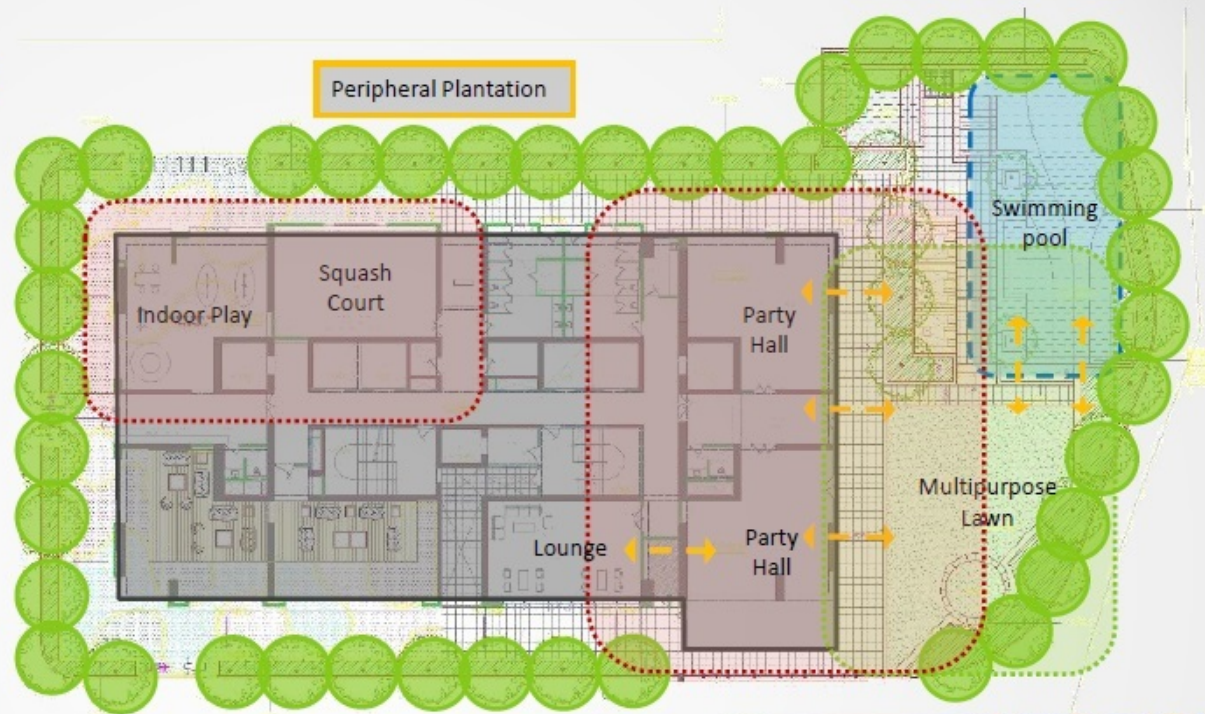 Peripheral Plantation
Swimming
pool
Squash
Court
Indoor Play
Party
Hall
Multipurpose
Lawn
Lounge
Party
Hall